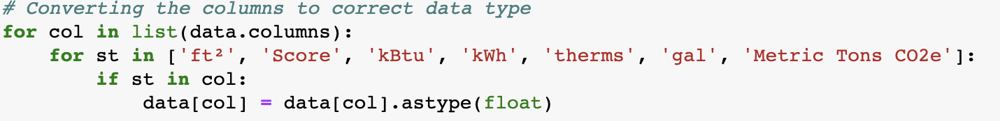 # Converting the columns to correct data type
for col in list(data.columns):
    for st in ['ft²', 'Score', 'kBtu', 'kWh', 'therms', 'gal', 'Metric Tons CO2e']:
        if st in col:
            data[col] = data[col].astype(float)